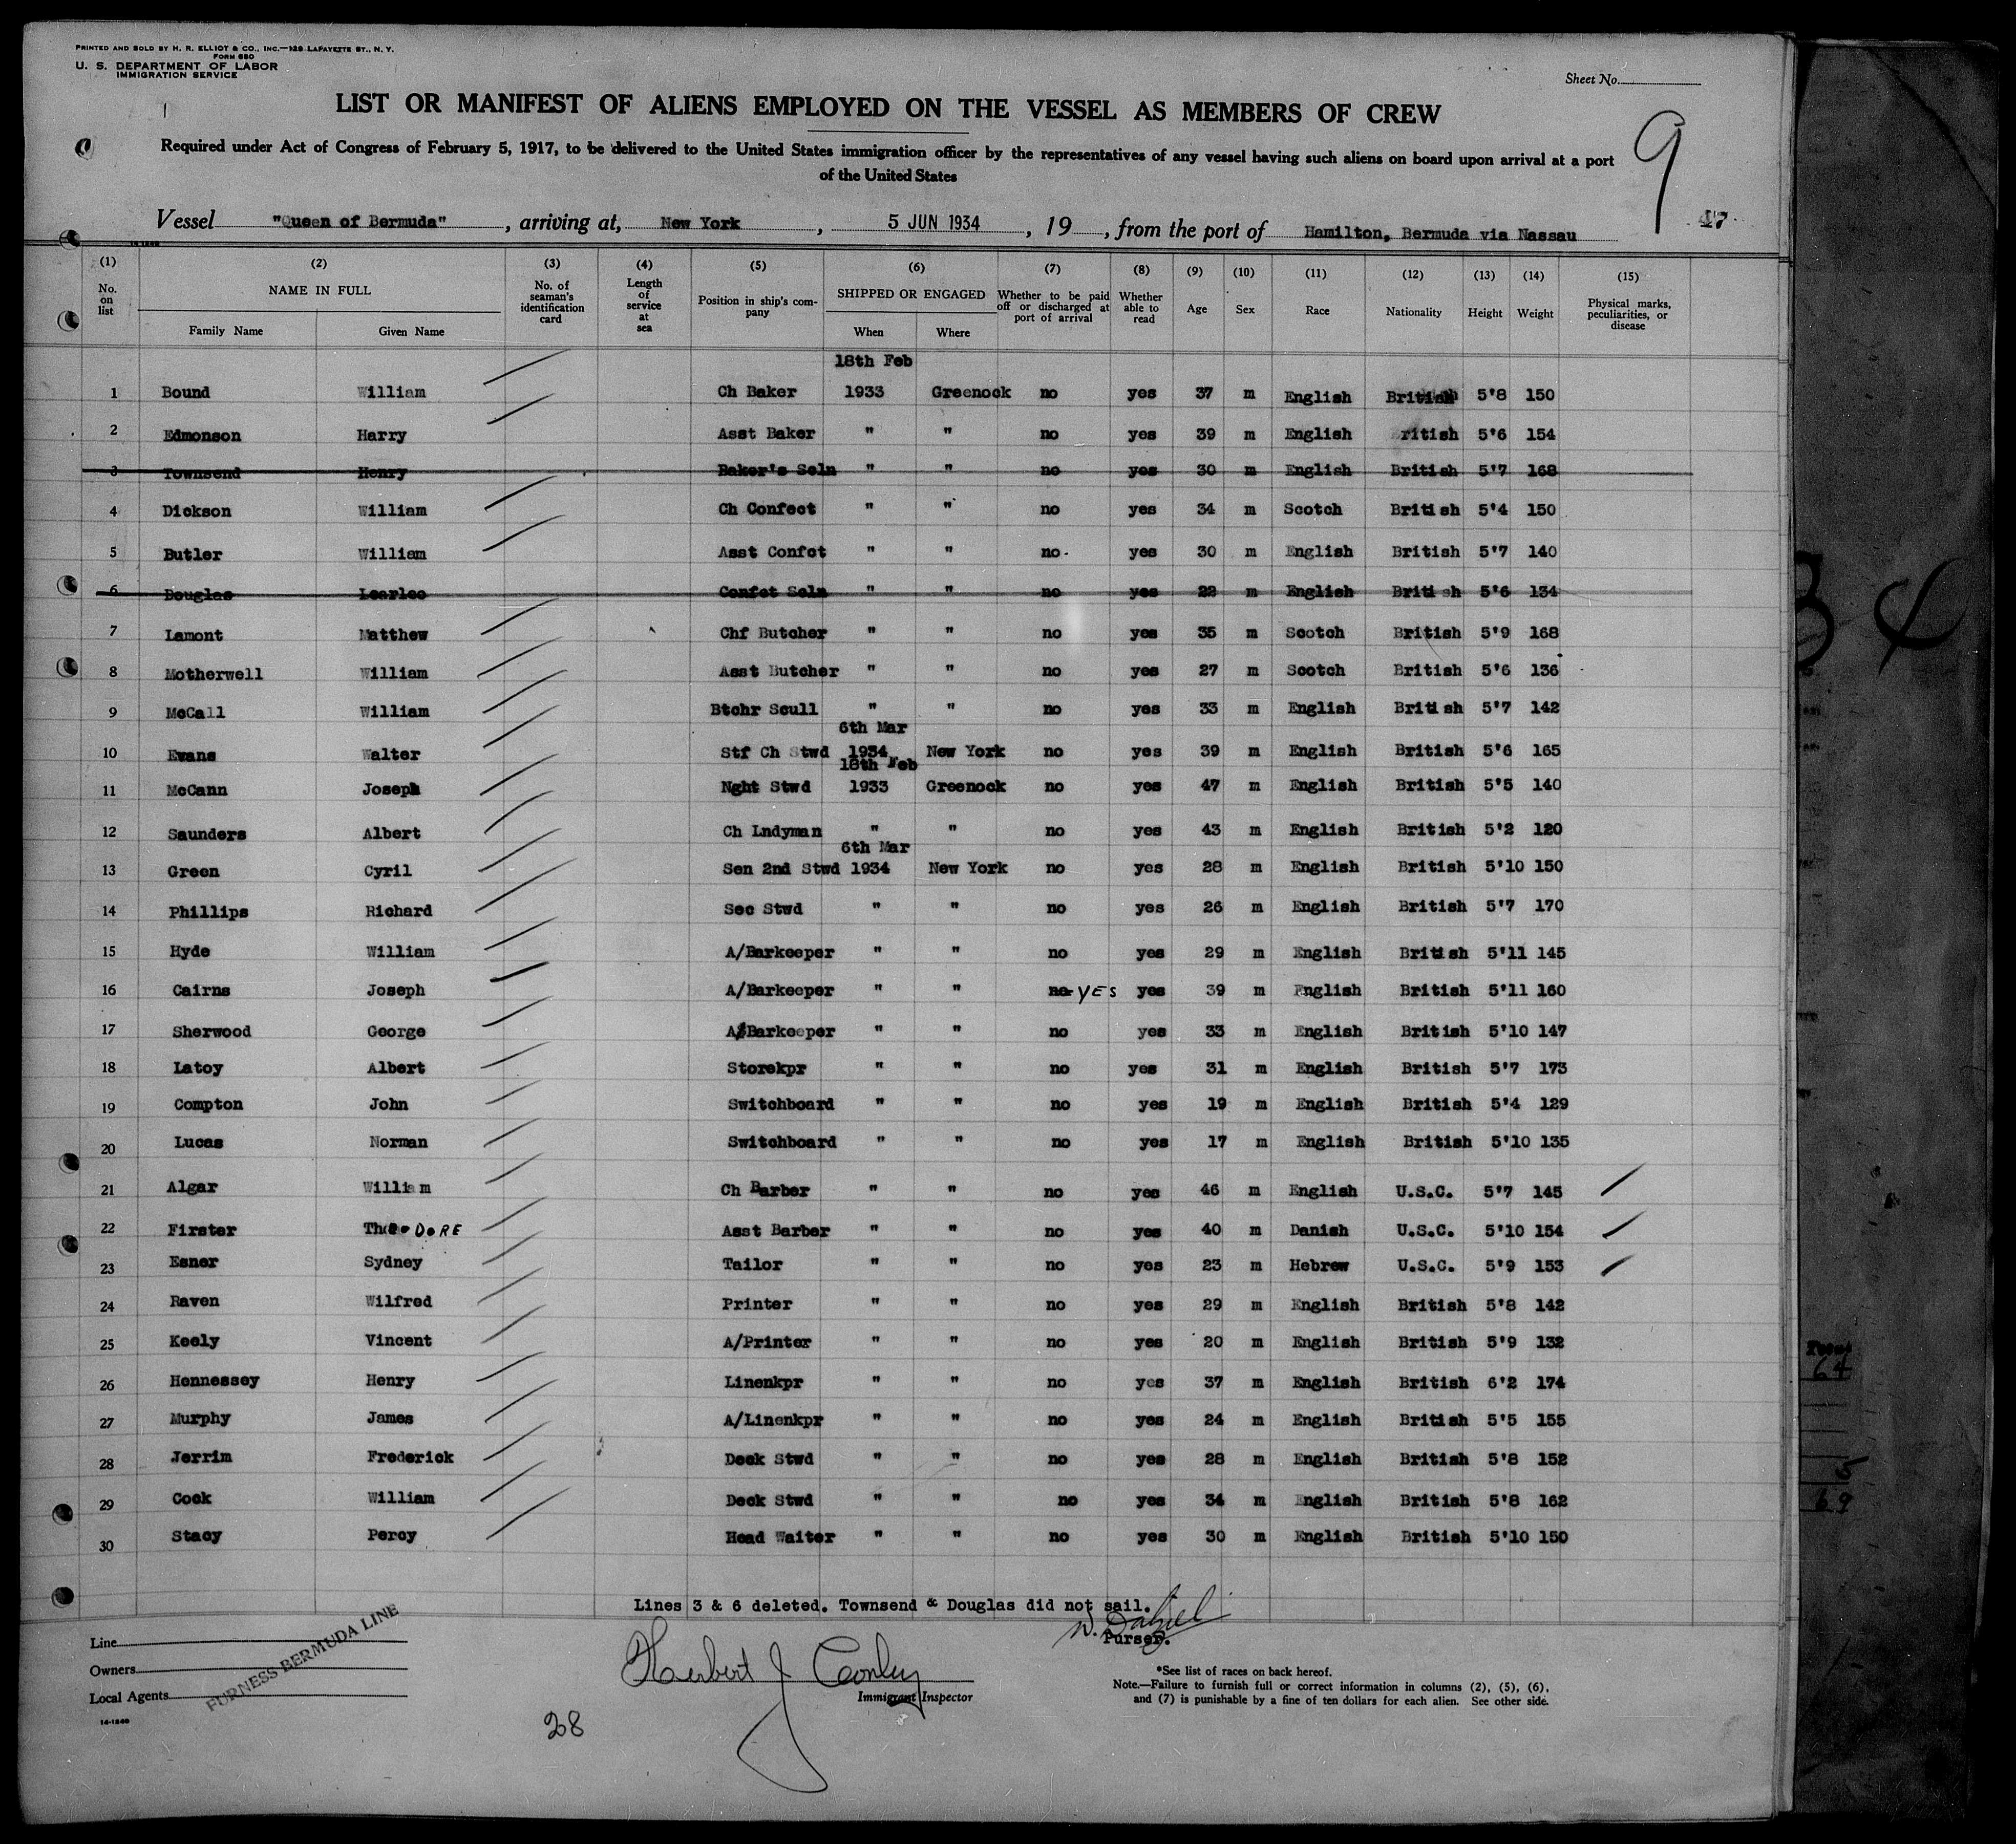 PRINTED AND SOLD BY H. R. ELLIOT & CO., INC.—129 LAFAYETTE ST., N. Y.
FORM 680
U. S. DEPARTMENT OF LABOR
IMMIGRATION SERVICE
Sheet No.
LIST OR MANIFEST OF ALIENS EMPLOYED ON THE VESSEL AS MEMBERS OF CREW
9
Required under Act of Congress of February 5, 1917, to be delivered to the United States immigration officer by the representatives of any vessel having such aliens on board upon arrival at a port
of the United States
Vessel "Queen of Bermuda", arriving at, New York, 5 JUN 1934, 19, from the port of Hamilton, Bermuda via Nassau 47
(1) (2) (3) (4) (5) (6) (7) (8) (9) (10) (11) (12) (13) (14) (15)
No. on list NAME IN FULL Family Name Given Name No. of seaman's identification card Length of service at sea Position in ship's company SHIPPED OR ENGAGED When Where Whether to be paid off or discharged at port of arrival Whether able to read Age Sex Race Nationality Height Weight Physical marks, peculiarities, or disease
18th Feb
1 Bound William Ch Baker 1933 Greenock no yes 37 m English British 5'8 150
2 Edmonson Harry Asst Baker " " no yes 39 m English ritish 5'6 154
3 Townsend Henry Baker's Scln " " no yes 30 m English British 5'7 168
4 Dickson William Ch Confect " " no yes 34 m Scotch British 5'4 150
5 Butler William Asst Confct " " no yes 30 m English British 5'7 140
6 Douglas " " no yes 22 m English British 5'6 134
7 Lamont Matthew Chf Butcher " " no yes 35 m Scotch British 5'9 168
8 Motherwell William Asst Butcher " " no yes 27 m Scotch British 5'6 136
9 McCall William Btchr Scull " " no yes 33 m English British 5'7 142
6th Mar
10 Evans Walter Stf Ch Stwd 1934 New York no yes 39 m English British 5'6 165
18th Feb
11 McCann Joseph Nght Stwd 1933 Greenock no yes 47 m English British 5'5 140
12 Saunders Albert Ch Lndyman " " no yes 43 m English British 5'2 120
6th Mar
13 Green Cyril Sen 2nd Stwd 1934 New York no yes 28 m English British 5'10 150
14 Phillips Richard Sec Stwd " " no yes 26 m English British 5'7 170
15 Hyde William A/Barkeeper " " no yes 29 m English British 5'11 145
16 Cairns Joseph A/Barkeeper " " no YES yes 39 m English British 5'11 160
17 Sherwood George A/Barkeeper " " no yes 33 m English British 5'10 147
18 Latoy Albert Storekpr " " no yes 31 m English British 5'7 173
19 Compton John Switchboard " " no yes 19 m English British 5'4 129
20 Lucas Norman Switchboard " " no yes 17 m English British 5'10 135
21 Algar William Ch Barber " " no yes 46 m English U.S.C. 5'7 145
22 Firster TheoDORE Asst Barber " " no yes 40 m Danish U.S.C. 5'10 154
23 Esner Sydney Tailor " " no yes 23 m Hebrew U.S.C. 5'9 153
24 Raven Wilfred Printer " " no yes 29 m English British 5'8 142
25 Keely Vincent A/Printer " " no yes 20 m English British 5'9 132
26 Hennessey Henry Linenkpr " " no yes 37 m English British 6'2 174
27 Murphy James A/Linenkpr " " no yes 24 m English British 5'5 155
28 Jerrim Frederick Deck Stwd " " no yes 28 m English British 5'8 152
29 Cook William Deck Stwd " " no yes 34 m English British 5'8 162
30 Stacy Percy Head Waiter " " no yes 30 m English British 5'10 150
Lines 3 & 6 deleted. Townsend & Douglas did not sail.
Purser.
Line
Owners
Local Agents
FURNESS BERMUDA LINE
14-1240
Herbert J Conley
Immigrant Inspector
*See list of races on back hereof.
Note.—Failure to furnish full or correct information in columns (2), (5), (6),
and (7) is punishable by a fine of ten dollars for each alien. See other side.
28
64
5
69